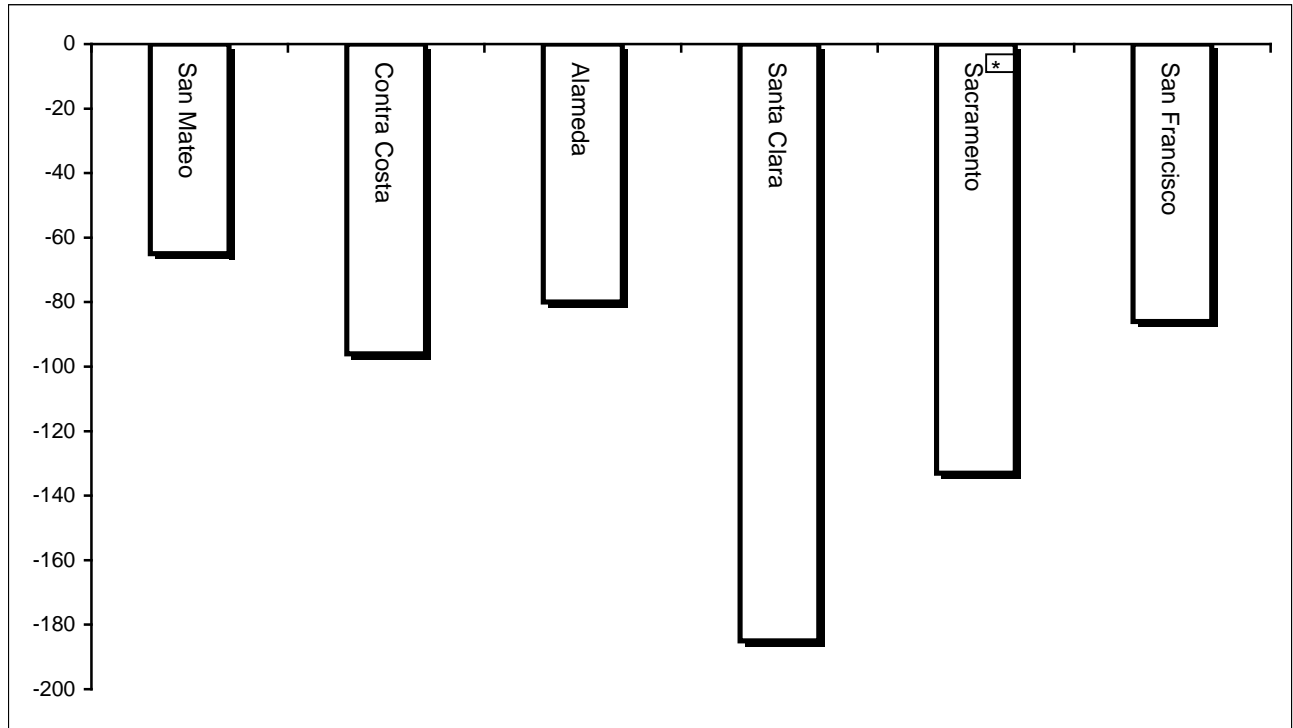 0
-20
-40
-60
-80
-100
-120
-140
-160
-180
-200
San Mateo
Contra Costa
Alameda
Santa Clara
Sacramento
*
San Francisco